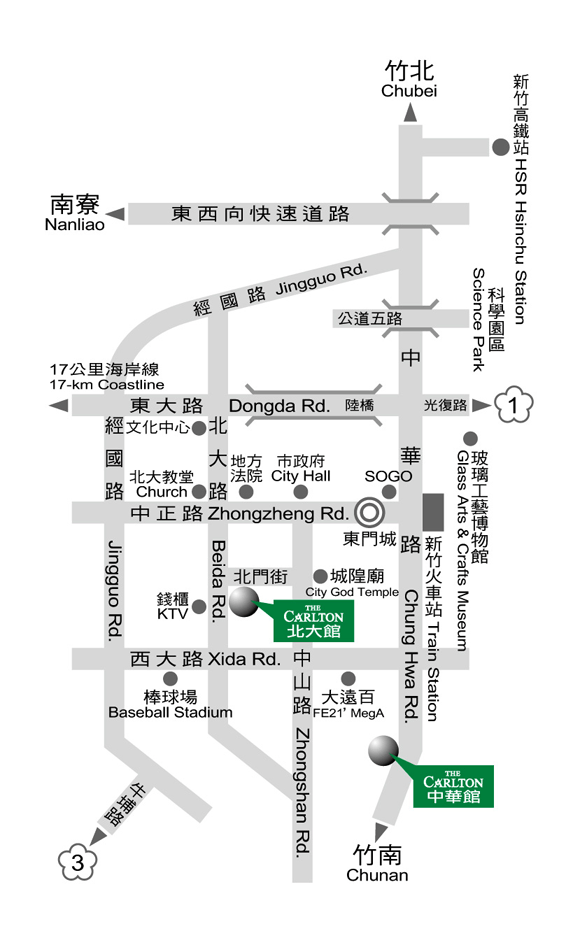 竹北
Chubei
新竹高鐵站 HSR Hsinchu Station
南寮
Nanliao
東西向快速道路
經國路 Jingguo Rd.
公道五路
科學園區
Science Park
中華路 Chung Hwa Rd.
17公里海岸線
17-km Coastline
東大路 Dongda Rd. 陸橋
光復路
1
經國路 Jingguo Rd.
文化中心
北大路 Beida Rd.
玻璃工藝博物館
Glass Arts & Crafts Museum
北大教堂
Church
地方
法院
市政府
City Hall
SOGO
中正路 Zhongzheng Rd.
東門城
新竹火車站 Train Station
北門街
城隍廟
City God Temple
錢櫃
KTV
THE
CARLTON
北大館
西大路 Xida Rd.
中山路 Zhongshan Rd.
棒球場
Baseball Stadium
大遠百
FE21' MegA
THE
CARLTON
中華館
牛埔路
3
竹南
Chunan